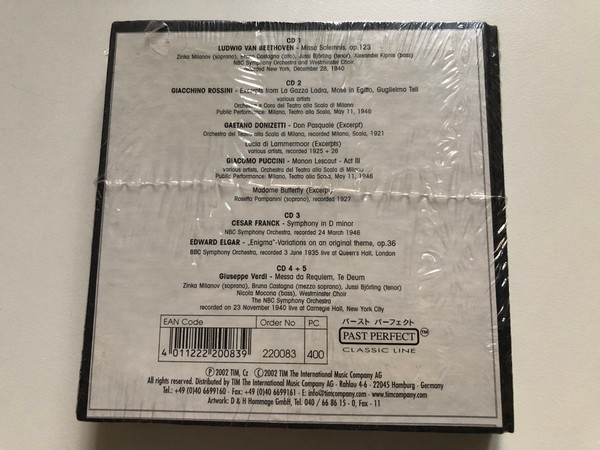 CD 1
LUDWIG VAN BEETHOVEN - Missa Solemnis, op.123
Zinka Milanov (soprano), Bruna Castagna (alto), Jussi Björling (tenor), Alexander Kipnis (bass)
NBC Symphony Orchestra and Westminster Choir
recorded New York, December 28, 1940
CD 2
GIACCHINO ROSSINI - Excerpts from La Gazza Ladra, Mosé in Egitto, Guglielmo Tell
various artists
Orchestra e Coro del Teatro alla Scala di Milano
Public Performance: Milano, Teatro alla Scala, May 11, 1946
GAETANO DONIZETTI - Don Pasquale (Excerpt)
Orchestra del Teatro alla Scala di Milano, recorded Milano, Scala, 1921
Lucia di Lammermoor (Excerpts)
various artists, recorded 1925 + 26
GIACOMO PUCCINI - Manon Lescaut - Act III
various artists, Orchestra del Teatro alla Scala di Milano
Public Performance: Milano, Teatro alla Scala, May 11, 1946
Madame Butterfly (Excerpt)
Rosetta Pampanini (soprano), recorded 1927
CD 3
CESAR FRANCK - Symphony in D minor
NBC Symphony Orchestra, recorded 24 March 1946
EDWARD ELGAR - „Enigma"-Variations on an original theme, op.36
BBC Symphony Orchestra, recorded 3 June 1935 live at Queen's Hall, London
CD 4 + 5
Giuseppe Verdi - Messa da Requiem, Te Deum
Zinka Milanov (soprano), Bruna Castagna (mezzo soprano), Jussi Björling (tenor)
Nicola Moscona (bass), Westminster Choir
The NBC Symphony Orchestra
recorded on 23 November 1940 live at Carnegie Hall, New York City
EAN Code Order No PC
4 011222 200839 220083 400
パースト パーフェクト
PAST PERFECT TM
CLASSIC LINE
℗ 2002 TIM, Cz © 2002 TIM The International Music Company AG
All rights reserved. Distributed by TIM The International Music Company AG · Rahlau 4-6 · 22045 Hamburg · Germany
Tel.: +49 (0)40 6699160 · Fax: +49 (0)40 6699161 · E: info@timcompany.com · www.timcompany.com
Artwork: D & H Hommage GmbH, Tel. 040 / 66 86 15 - 0, Fax - 11